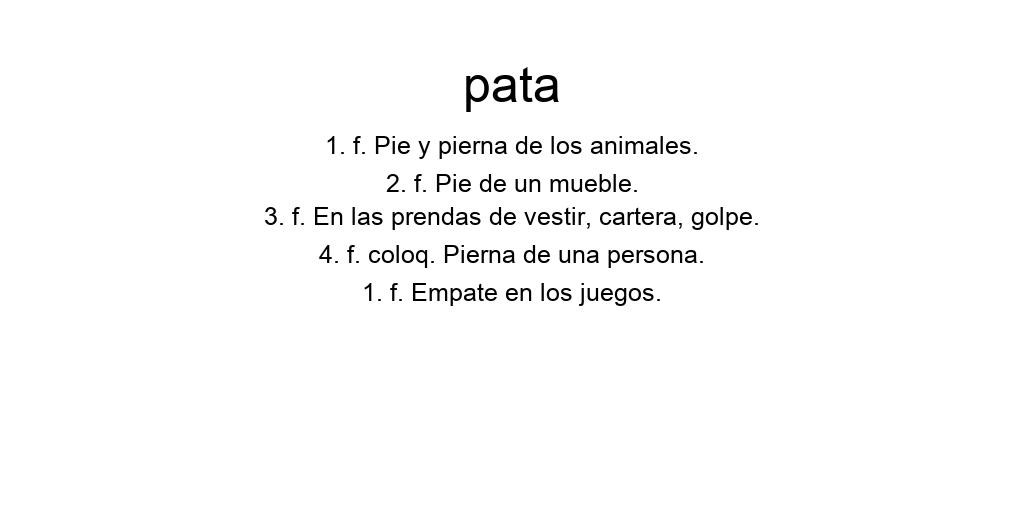 pata
1. f. Pie y pierna de los animales.
2. f. Pie de un mueble.
3. f. En las prendas de vestir, cartera, golpe.
4. f. coloq. Pierna de una persona.
1. f. Empate en los juegos.